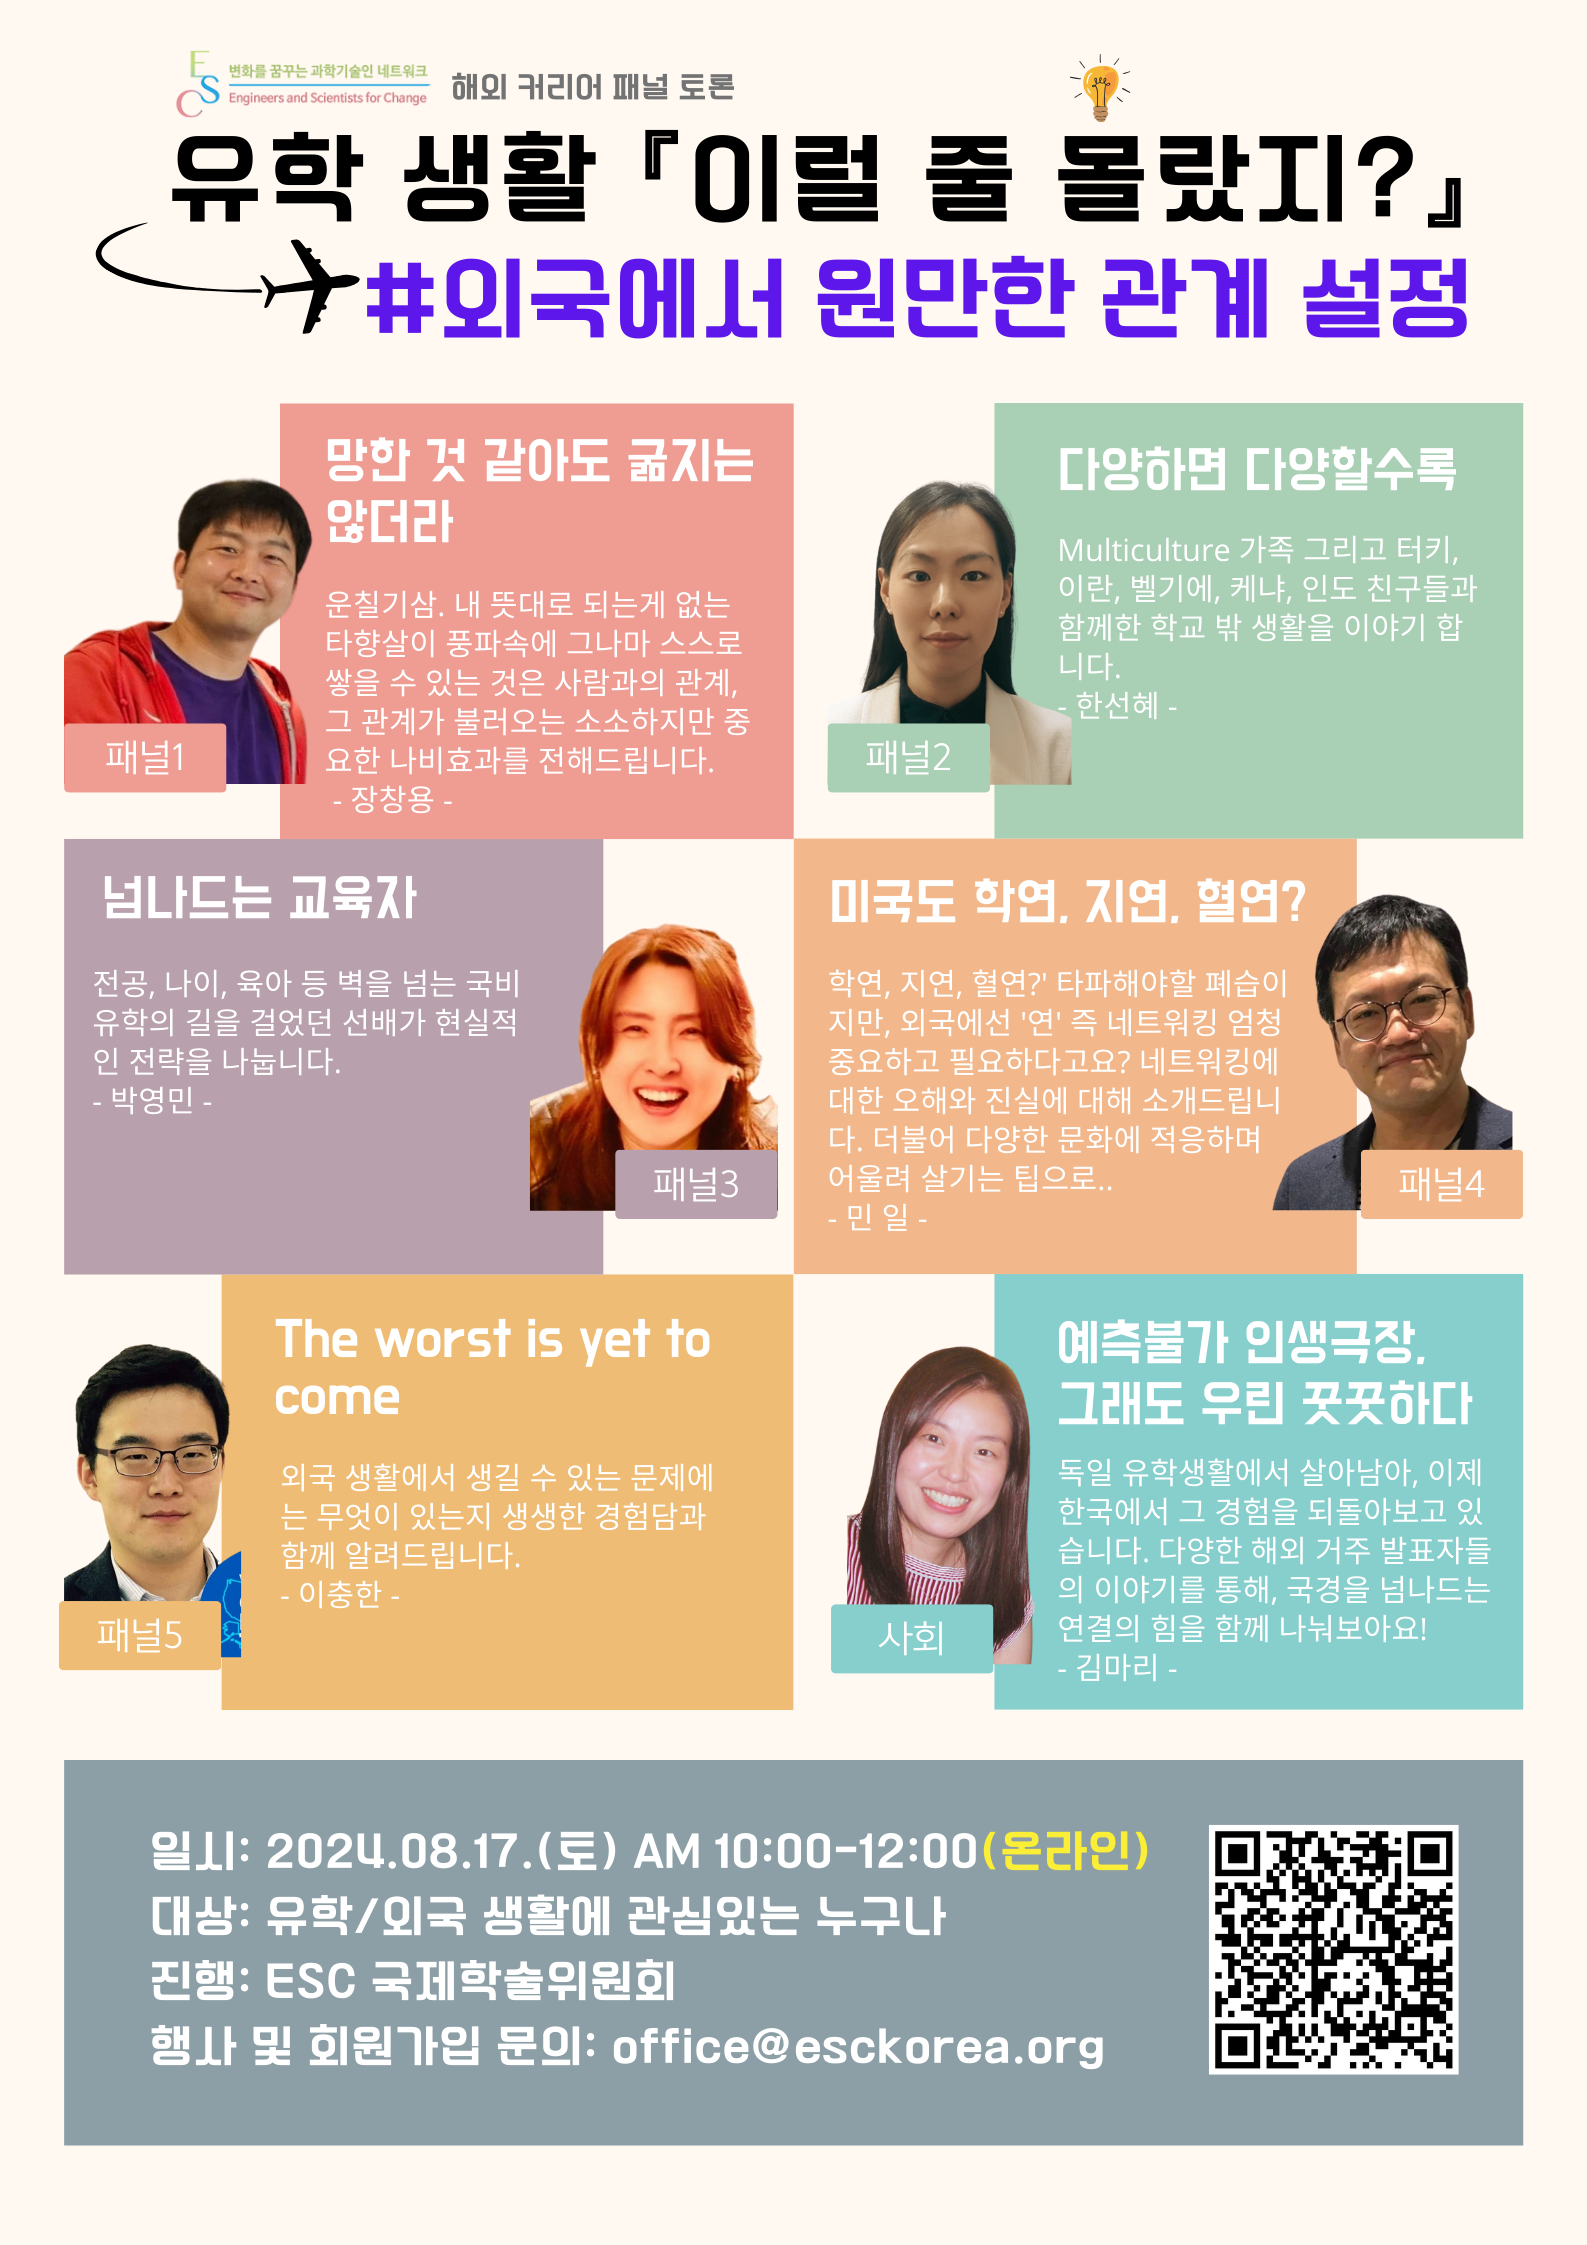 ESC
변화를 꿈꾸는 과학기술인 네트워크
Engineers and Scientists for Change
해외 커리어 패널 토론
유학 생활 『이럴 줄 몰랐지?』
#외국에서 원만한 관계 설정
망한 것 같아도 굶지는
않더라
운칠기삼. 내 뜻대로 되는게 없는
타향살이 풍파속에 그나마 스스로
쌓을 수 있는 것은 사람과의 관계,
그 관계가 불러오는 소소하지만 중
요한 나비효과를 전해드립니다.
- 장창용 -
패널1
다양하면 다양할수록
Multiculture 가족 그리고 터키,
이란, 벨기에, 케냐, 인도 친구들과
함께한 학교 밖 생활을 이야기 합
니다.
- 한선혜 -
패널2
넘나드는 교육자
전공, 나이, 육아 등 벽을 넘는 국비
유학의 길을 걸었던 선배가 현실적
인 전략을 나눕니다.
- 박영민 -
패널3
미국도 학연, 지연, 혈연?
학연, 지연, 혈연?' 타파해야할 폐습이
지만, 외국에선 '연' 즉 네트워킹 엄청
중요하고 필요하다고요? 네트워킹에
대한 오해와 진실에 대해 소개드립니
다. 더불어 다양한 문화에 적응하며
어울려 살기는 팁으로..
- 민 일 -
패널4
The worst is yet to
come
외국 생활에서 생길 수 있는 문제에
는 무엇이 있는지 생생한 경험담과
함께 알려드립니다.
- 이충한 -
패널5
예측불가 인생극장,
그래도 우린 꿋꿋하다
독일 유학생활에서 살아남아, 이제
한국에서 그 경험을 되돌아보고 있
습니다. 다양한 해외 거주 발표자들
의 이야기를 통해, 국경을 넘나드는
연결의 힘을 함께 나눠보아요!
- 김마리 -
사회
일시: 2024.08.17.(토) AM 10:00-12:00(온라인)
대상: 유학/외국 생활에 관심있는 누구나
진행: ESC 국제학술위원회
행사 및 회원가입 문의: office@esckorea.org